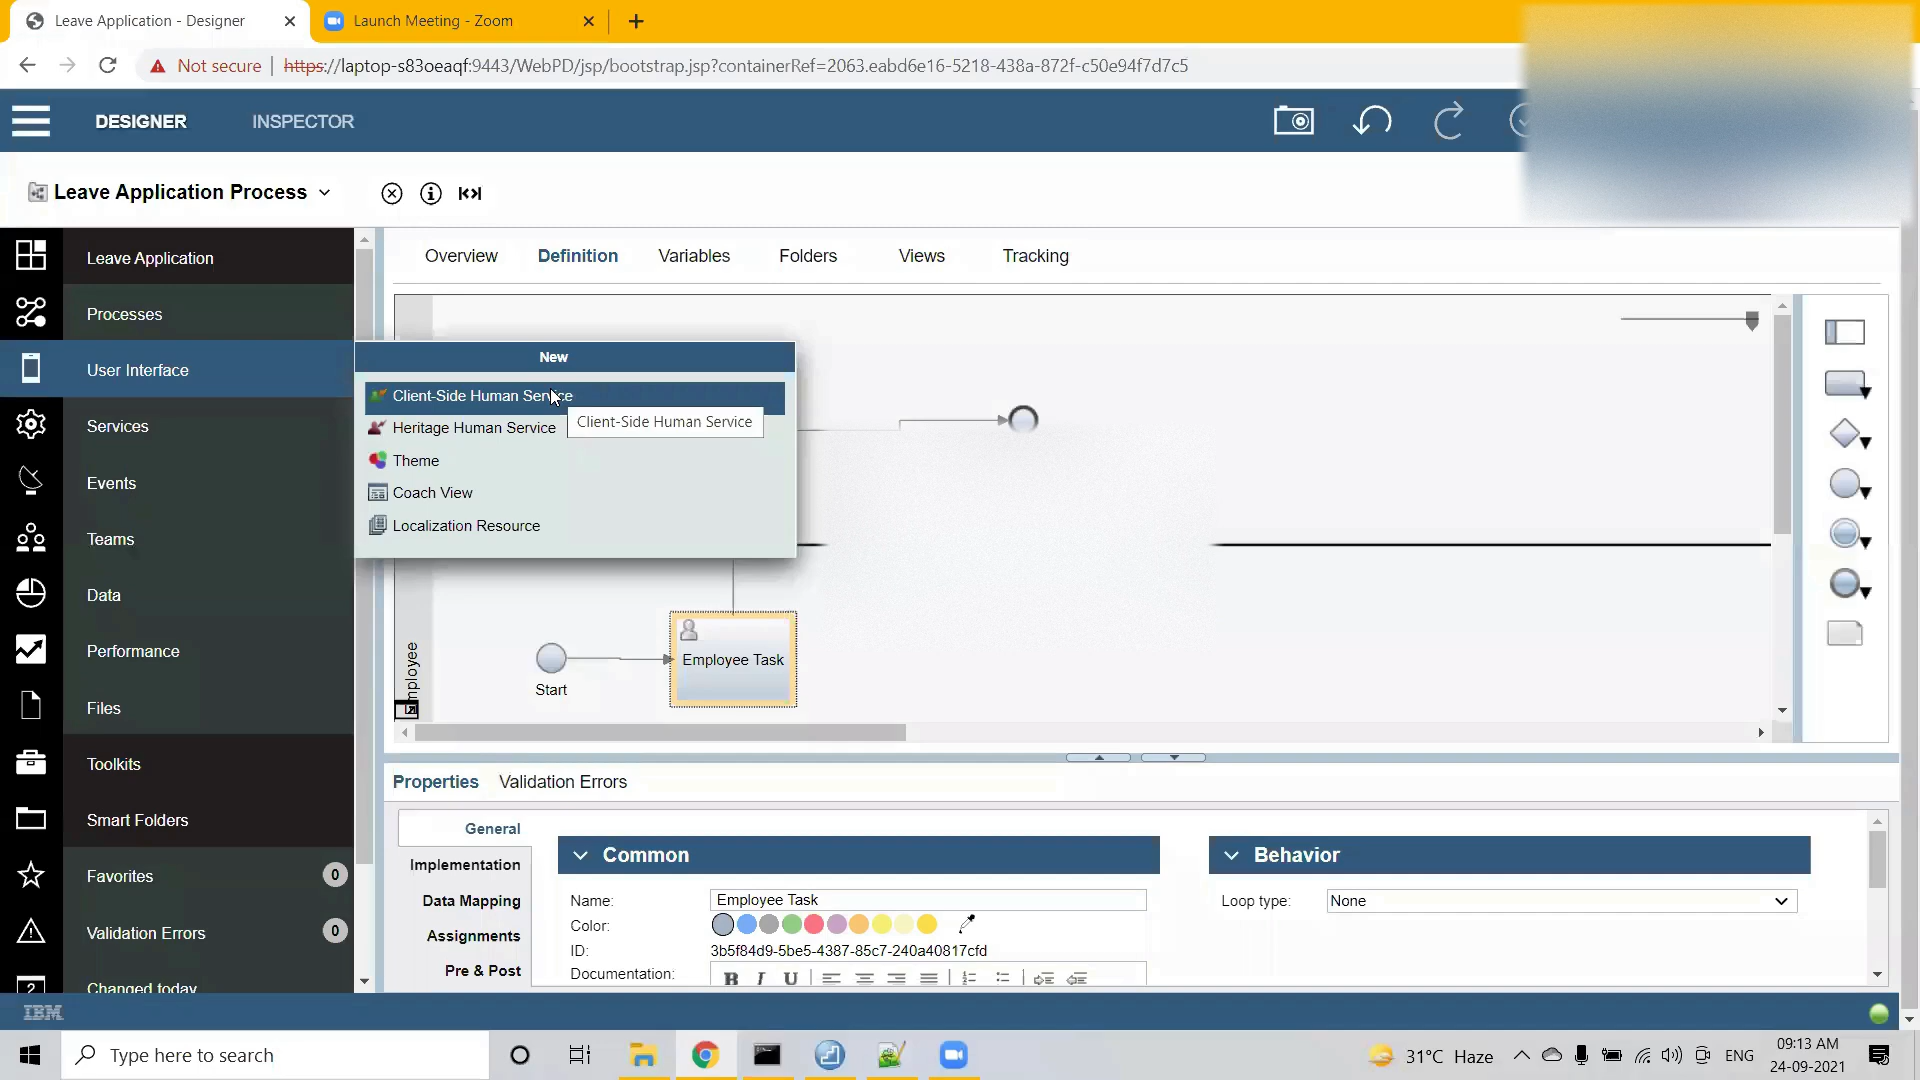 Leave Application - Designer
Launch Meeting - Zoom
Not secure
https://laptop-s83oeaqf:9443/WebPD/jsp/bootstrap.jsp?containerRef=2063.eabd6e16-5218-438a-872f-c50e94f7d7c5
DESIGNER
INSPECTOR
Leave Application Process
Leave Application
Processes
User Interface
Services
Events
Teams
Data
Performance
Files
Toolkits
Smart Folders
Favorites 0
Validation Errors 0
Changed today
Overview
Definition
Variables
Folders
Views
Tracking
New
Client-Side Human Service
Client-Side Human Service
Heritage Human Service
Theme
Coach View
Localization Resource
Employee
Start
Employee Task
Properties
Validation Errors
General
Implementation
Data Mapping
Assignments
Pre & Post
Common
Name: Employee Task
Color:
ID: 3b5f84d9-5be5-4387-85c7-240a40817cfd
Documentation:
B I U
Behavior
Loop type: None
IBM
Type here to search
31°C Haze
ENG
09:13 AM
24-09-2021